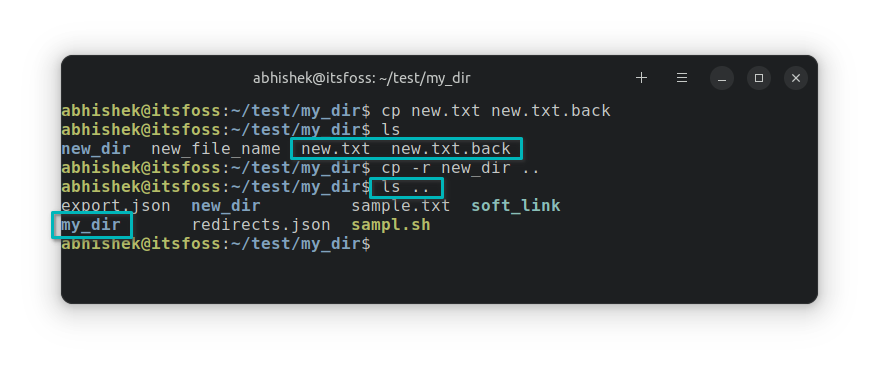 abhishek@itsfoss: ~/test/my_dir
abhishek@itsfoss:~/test/my_dir$ cp new.txt new.txt.back
abhishek@itsfoss:~/test/my_dir$ ls
new_dir  new_file_name  new.txt  new.txt.back
abhishek@itsfoss:~/test/my_dir$ cp -r new_dir ..
abhishek@itsfoss:~/test/my_dir$ ls ..
export.json  new_dir         sample.txt  soft_link
my_dir       redirects.json  sampl.sh
abhishek@itsfoss:~/test/my_dir$